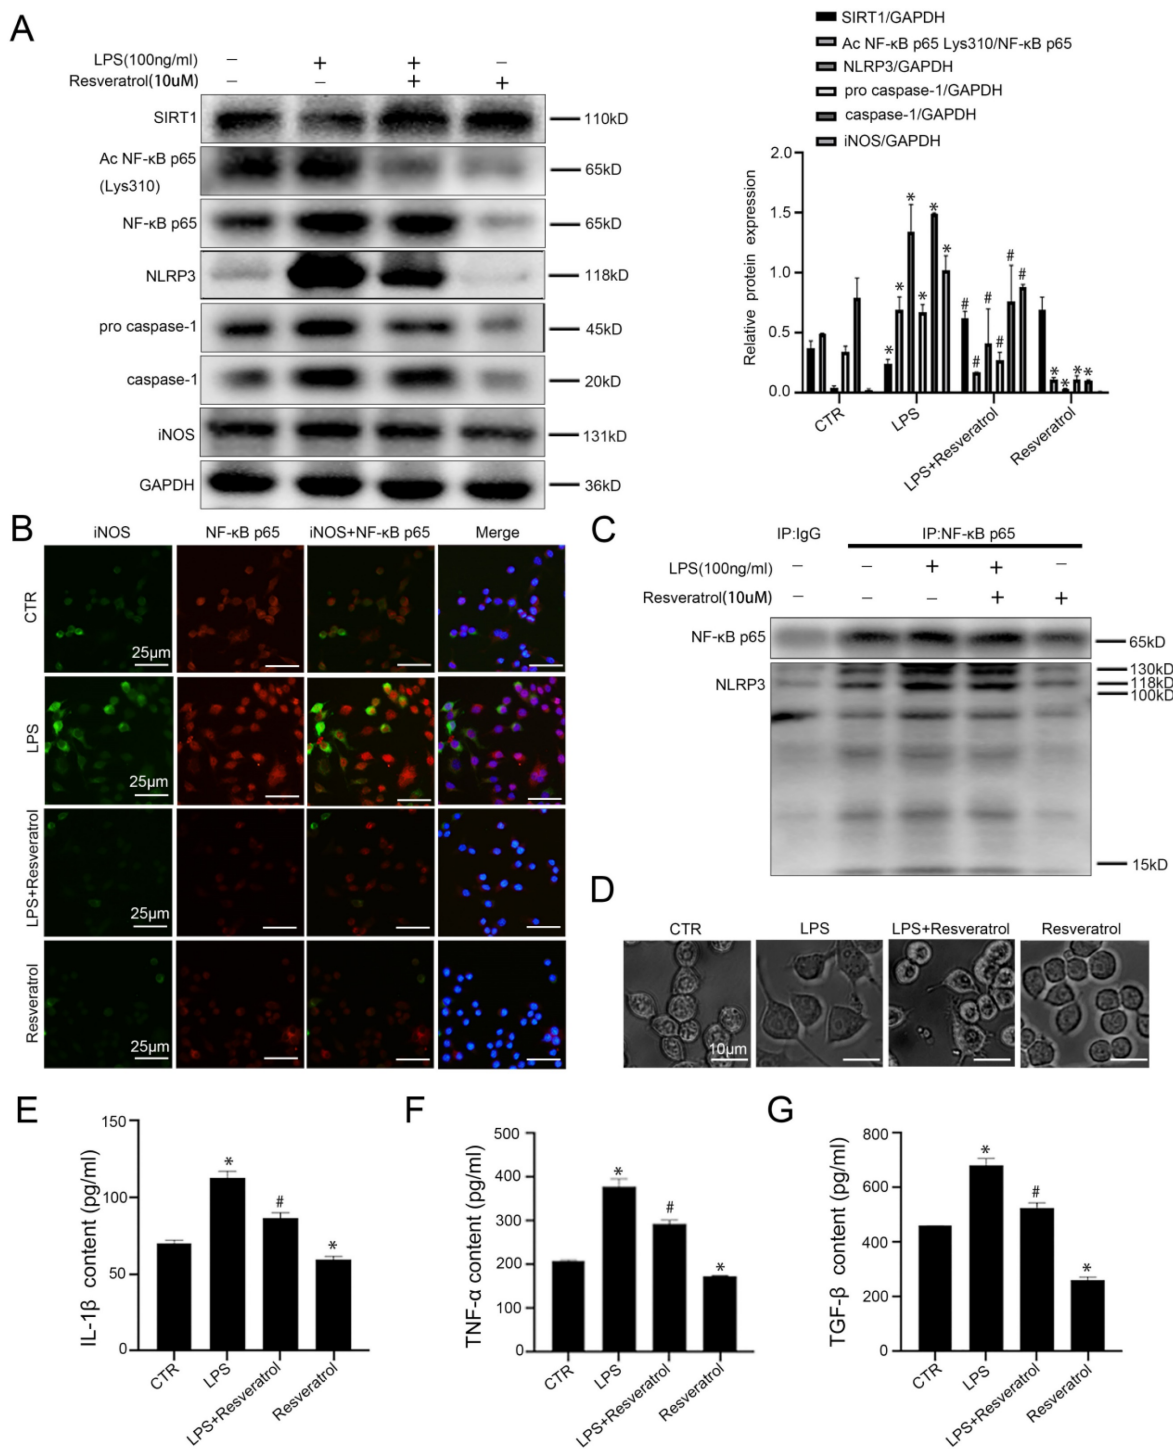 A
LPS(100ng/ml) − + + −
Resveratrol(10uM) − − + +
SIRT1 110kD
Ac NF-κB p65
(Lys310) 65kD
NF-κB p65 65kD
NLRP3 118kD
pro caspase-1 45kD
caspase-1 20kD
iNOS 131kD
GAPDH 36kD
SIRT1/GAPDH
Ac NF-κB p65 Lys310/NF-κB p65
NLRP3/GAPDH
pro caspase-1/GAPDH
caspase-1/GAPDH
iNOS/GAPDH
Relative protein expression
2.0
1.5
1.0
0.5
0.0
* * * * * *
# # # # # #
* * * *
CTR LPS LPS+Resveratrol Resveratrol
B
iNOS NF-κB p65 iNOS+NF-κB p65 Merge
CTR
25μm
LPS
25μm
LPS+Resveratrol
25μm
Resveratrol
25μm
C
IP:IgG IP:NF-κB p65
LPS(100ng/ml) − − + + −
Resveratrol(10uM) − − − + +
NF-κB p65 65kD
NLRP3 130kD
118kD
100kD
15kD
D
CTR LPS LPS+Resveratrol Resveratrol
10μm
E
IL-1β content (pg/ml)
150
100
50
0
* # *
CTR LPS LPS+Resveratrol Resveratrol
F
TNF-α content (pg/ml)
500
400
300
200
100
0
* # *
CTR LPS LPS+Resveratrol Resveratrol
G
TGF-β content (pg/ml)
800
600
400
200
0
* # *
CTR LPS LPS+Resveratrol Resveratrol